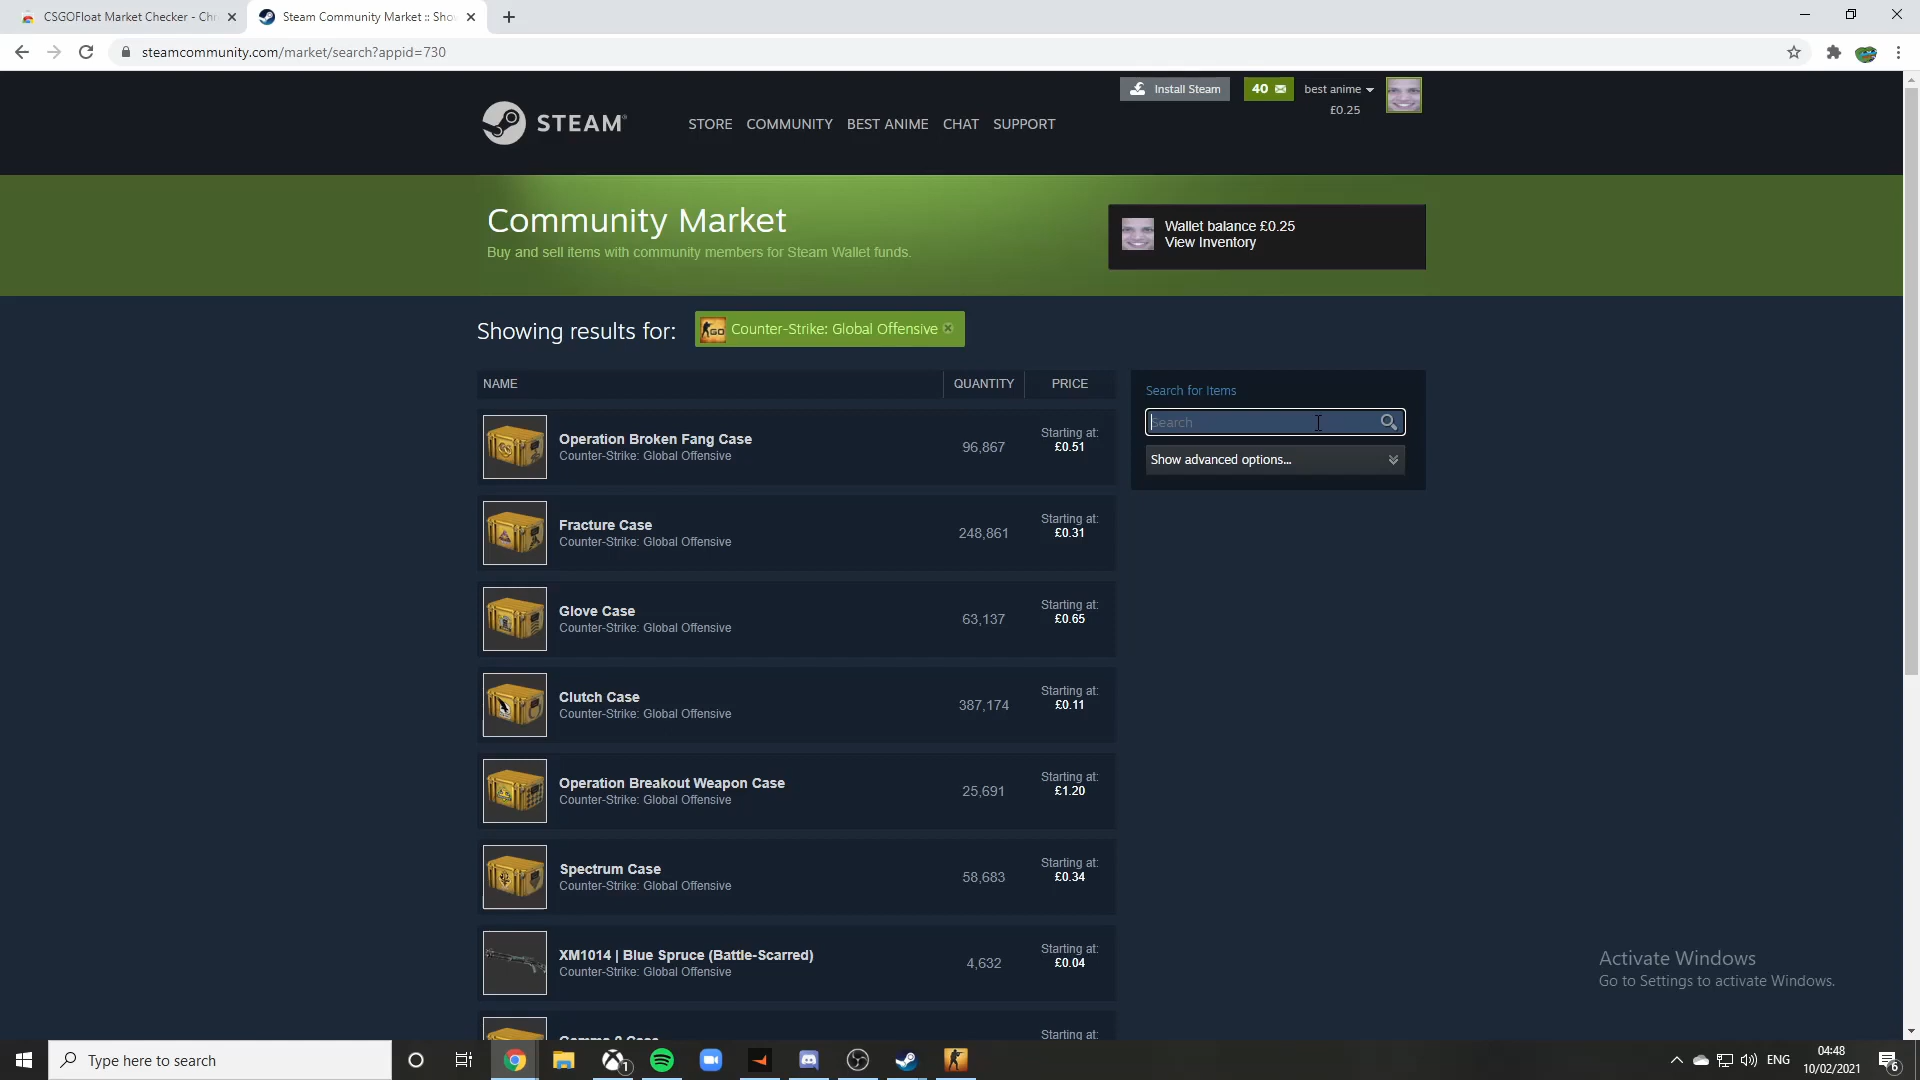 CSGOFloat Market Checker - Chr
Steam Community Market :: Sho
steamcommunity.com/market/search?appid=730
Install Steam
40
best anime
£0.25
STEAM
STORE COMMUNITY BEST ANIME CHAT SUPPORT
Community Market
Buy and sell items with community members for Steam Wallet funds.
Wallet balance £0.25
View Inventory
Showing results for:
GO
Counter-Strike: Global Offensive
NAME QUANTITY PRICE
Operation Broken Fang Case
Counter-Strike: Global Offensive
96,867
Starting at:
£0.51
Fracture Case
Counter-Strike: Global Offensive
248,861
Starting at:
£0.31
Glove Case
Counter-Strike: Global Offensive
63,137
Starting at:
£0.65
Clutch Case
Counter-Strike: Global Offensive
387,174
Starting at:
£0.11
Operation Breakout Weapon Case
Counter-Strike: Global Offensive
25,691
Starting at:
£1.20
Spectrum Case
Counter-Strike: Global Offensive
58,683
Starting at:
£0.34
XM1014 | Blue Spruce (Battle-Scarred)
Counter-Strike: Global Offensive
4,632
Starting at:
£0.04
Gamma 2 Case
Starting at:
Search for Items
Search
Show advanced options...
Activate Windows
Go to Settings to activate Windows.
Type here to search
1
ENG
04:48
10/02/2021
6